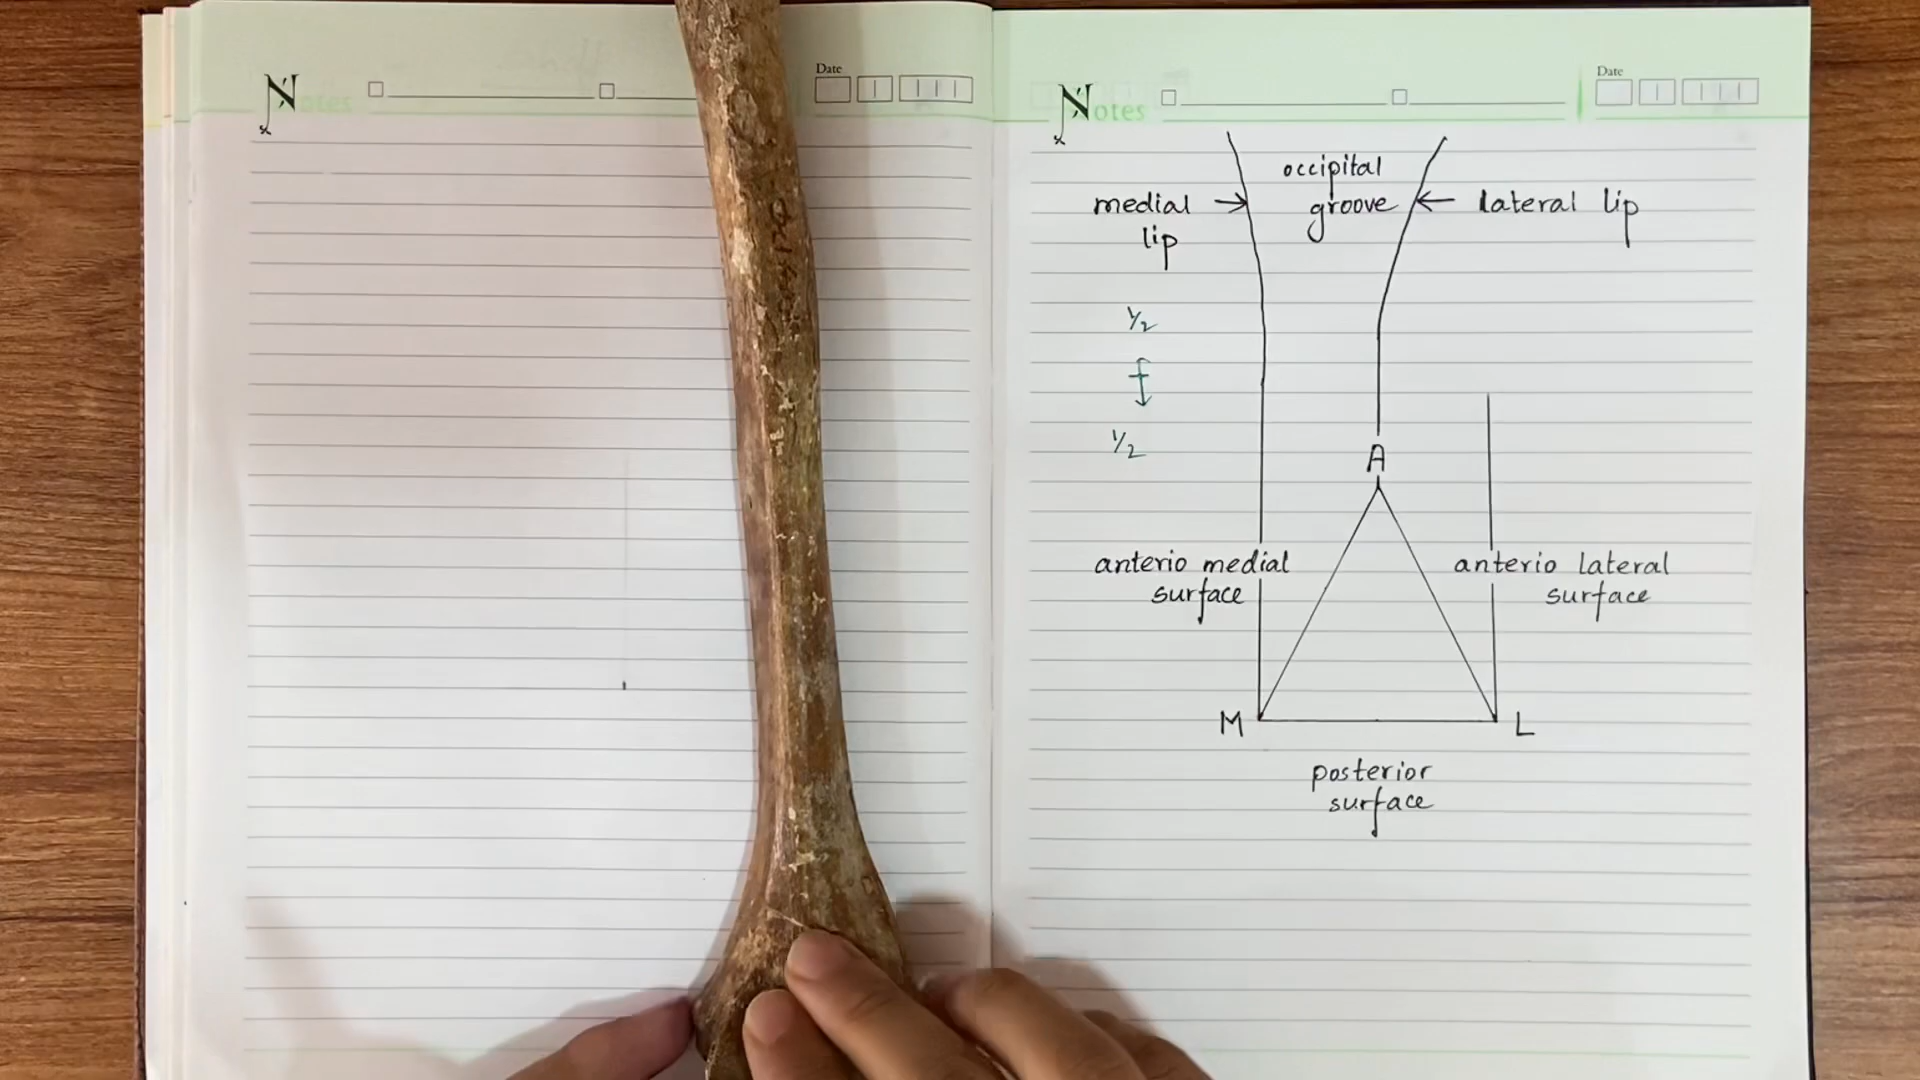 Notes
Date
Notes
Date
occipital
groove
medial
lip
lateral lip
1/2
1/2
A
anterio medial
surface
anterio lateral
surface
M
L
posterior
surface